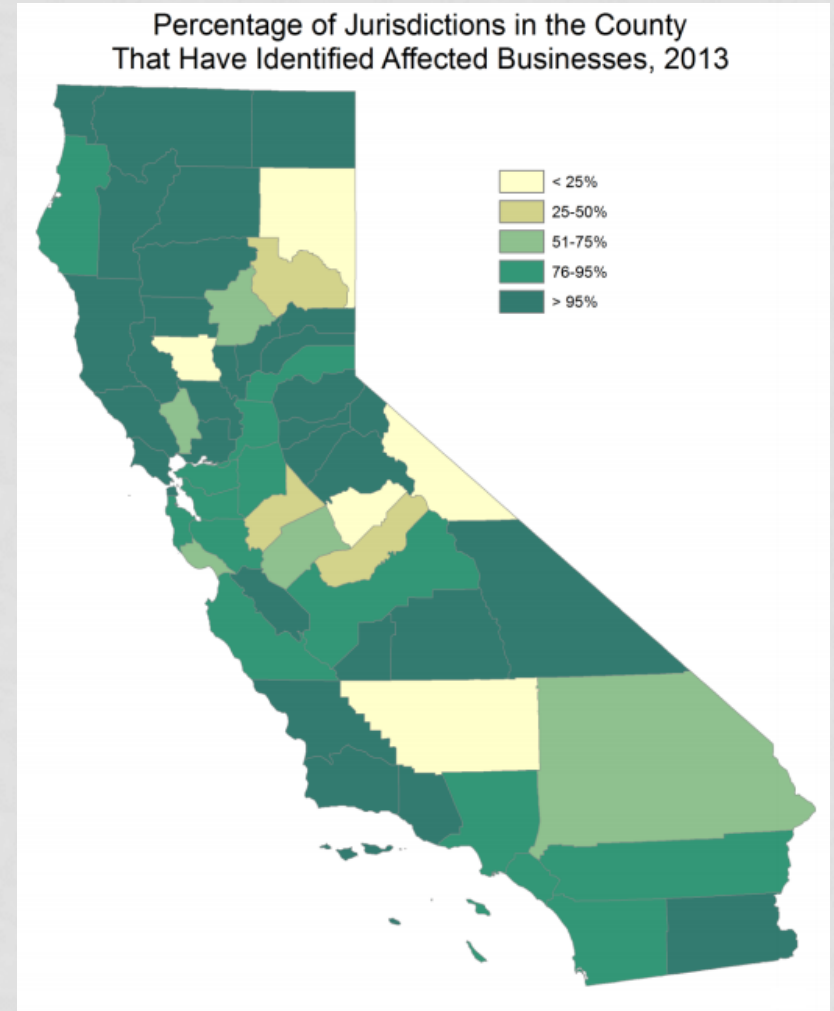 Percentage of Jurisdictions in the County
That Have Identified Affected Businesses, 2013
< 25%
25-50%
51-75%
76-95%
> 95%